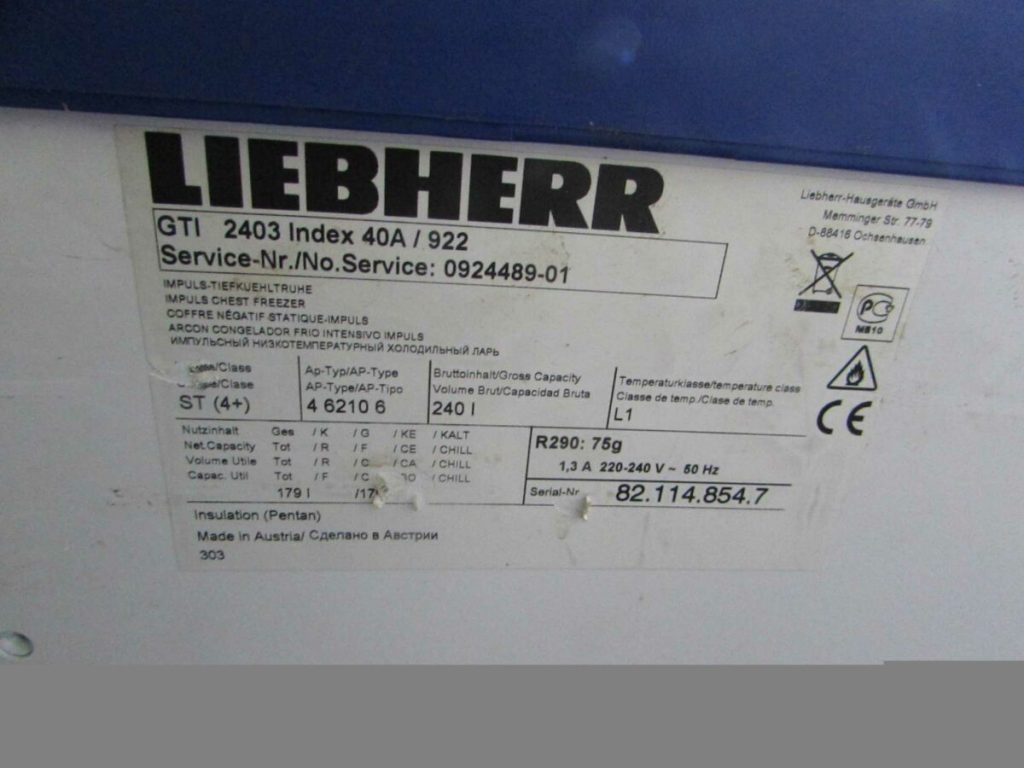 LIEBHERR
Liebherr-Hausgeräte GmbH
Memminger Str. 77-79
D-88416 Ochsenhausen
GTI 2403 Index 40A / 922
Service-Nr./No.Service: 0924489-01
IMPULS-TIEFKUEHLTRUHE
IMPULS CHEST FREEZER
COFFRE NÉGATIF STATIQUE-IMPULS
ARCON CONGELADOR FRIO INTENSIVO IMPULS
ИМПУЛЬСНЫЙ НИЗКОТЕМПЕРАТУРНЫЙ ХОЛОДИЛЬНЫЙ ЛАРЬ
РС
МЕ10
CE
/Class
/Clase
ST (4+)
Ap-Typ/AP-Type
AP-Type/AP-Tipo
4 6210 6
Bruttoinhalt/Gross Capacity
Volume Brut/Capacidad Bruta
240 l
Temperaturklasse/temperature class
Classe de temp./Clase de temp.
L1
Nutzinhalt Ges / K / G / KE / KALT
Net.Capacity Tot / R / F / CE / CHILL
Volume Utile Tot / R / C / CA / CHILL
Capac. Util Tot / F / C / CHILL
179 l
R290: 75g
1,3 A 220-240 V ~ 50 Hz
Serial-Nr 82.114.854.7
Insulation (Pentan)
Made in Austria/ Сделано в Австрии
303